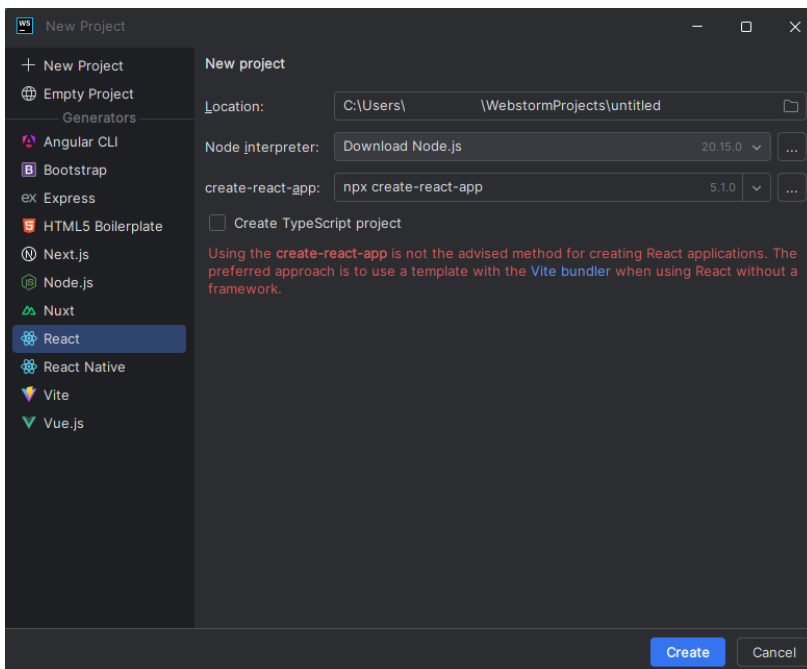 WS New Project
New Project
Empty Project
Generators
Angular CLI
B Bootstrap
ex Express
5 HTML5 Boilerplate
N Next.js
JS Node.js
Nuxt
React
React Native
Vite
Vue.js
New project
Location: C:\Users\ \WebstormProjects\untitled
Node interpreter: Download Node.js 20.15.0 ...
create-react-app: npx create-react-app 5.1.0 ...
Create TypeScript project
Using the create-react-app is not the advised method for creating React applications. The
preferred approach is to use a template with the Vite bundler when using React without a
framework.
Create Cancel